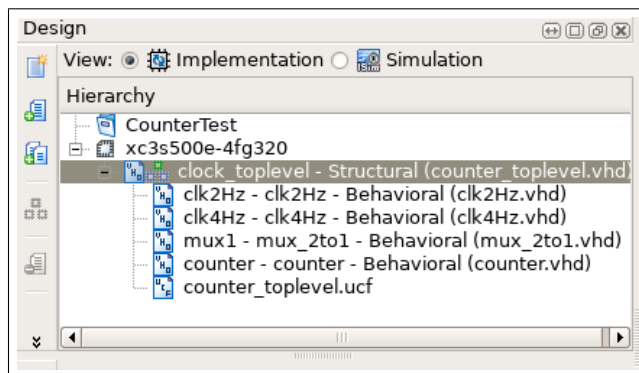 Design
View: Implementation Simulation
Hierarchy
CounterTest
xc3s500e-4fg320
clock_toplevel - Structural (counter_toplevel.vhd)
clk2Hz - clk2Hz - Behavioral (clk2Hz.vhd)
clk4Hz - clk4Hz - Behavioral (clk4Hz.vhd)
mux1 - mux_2to1 - Behavioral (mux_2to1.vhd)
counter - counter - Behavioral (counter.vhd)
counter_toplevel.ucf